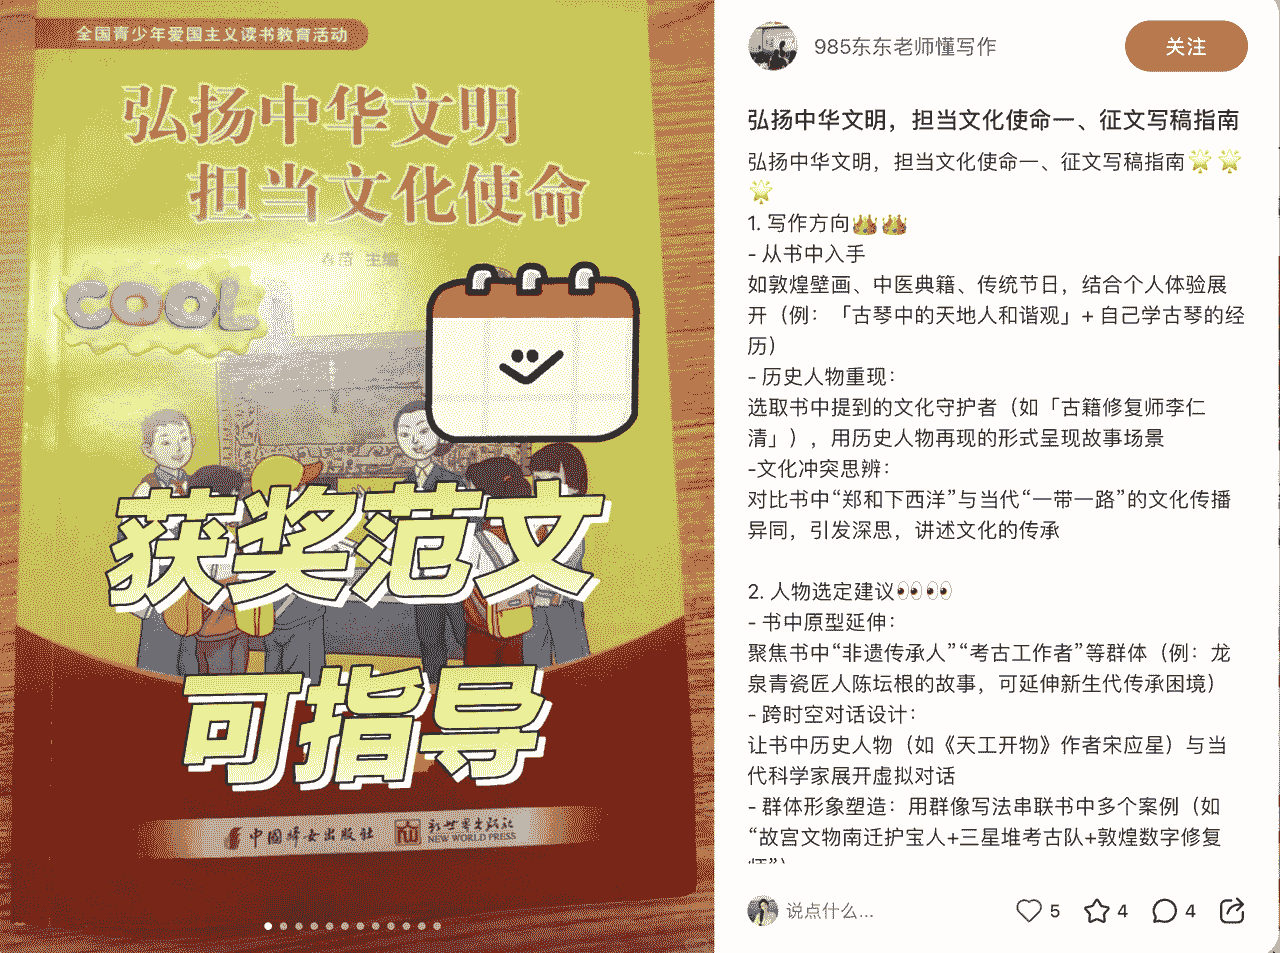 全国青少年爱国主义读书教育活动
弘扬中华文明
担当文化使命
主编
COOL
获奖范文
可指导
中国妇女出版社
新世界出版社
NEW WORLD PRESS
985东东老师懂写作
关注
弘扬中华文明，担当文化使命一、征文写稿指南
弘扬中华文明，担当文化使命一、征文写稿指南🌟🌟
🌟
1. 写作方向👑👑
- 从书中入手
如敦煌壁画、中医典籍、传统节日，结合个人体验展
开（例：「古琴中的天地人和谐观」+ 自己学古琴的经
历）
- 历史人物重现：
选取书中提到的文化守护者（如「古籍修复师李仁
清」），用历史人物再现的形式呈现故事场景
-文化冲突思辨：
对比书中“郑和下西洋”与当代“一带一路”的文化传播
异同，引发深思，讲述文化的传承
2. 人物选定建议👀👀
- 书中原型延伸：
聚焦书中“非遗传承人”“考古工作者”等群体（例：龙
泉青瓷匠人陈坛根的故事，可延伸新生代传承困境）
- 跨时空对话设计：
让书中历史人物（如《天工开物》作者宋应星）与当
代科学家展开虚拟对话
- 群体形象塑造：用群像写法串联书中多个案例（如
“故宫文物南迁护宝人+三星堆考古队+敦煌数字修复
说点什么...
5
4
4